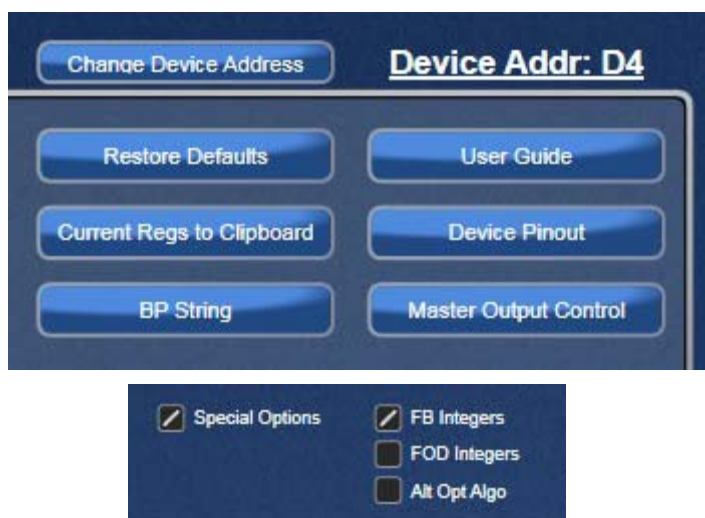 Change Device Address Device Addr: D4
Restore Defaults User Guide
Current Regs to Clipboard Device Pinout
BP String Master Output Control
Special Options FB Integers
FOD Integers
Alt Opt Algo